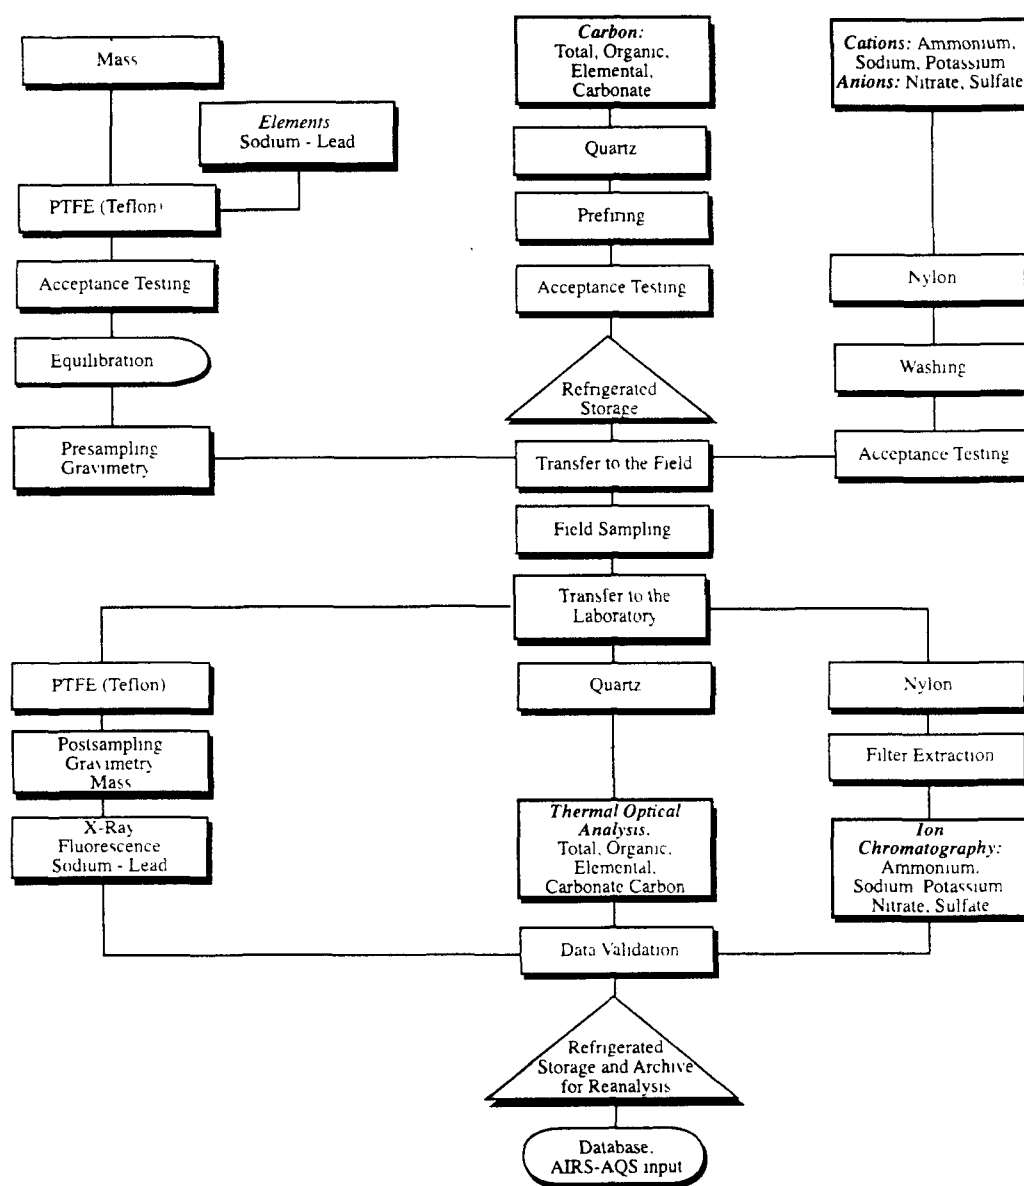 Mass
Elements
Sodium - Lead
PTFE (Teflon)
Acceptance Testing
Equilibration
Presampling
Gravimetry
Carbon:
Total, Organic,
Elemental,
Carbonate
Quartz
Prefiring
Acceptance Testing
Refrigerated
Storage
Cations: Ammonium,
Sodium, Potassium
Anions: Nitrate, Sulfate
Nylon
Washing
Acceptance Testing
Transfer to the Field
Field Sampling
Transfer to the
Laboratory
PTFE (Teflon)
Postsampling
Gravimetry
Mass
X-Ray
Fluorescence
Sodium - Lead
Quartz
Thermal Optical
Analysis.
Total, Organic,
Elemental,
Carbonate Carbon
Nylon
Filter Extraction
Ion
Chromatography:
Ammonium,
Sodium Potassium
Nitrate, Sulfate
Data Validation
Refrigerated
Storage and Archive
for Reanalysis
Database.
AIRS-AQS input